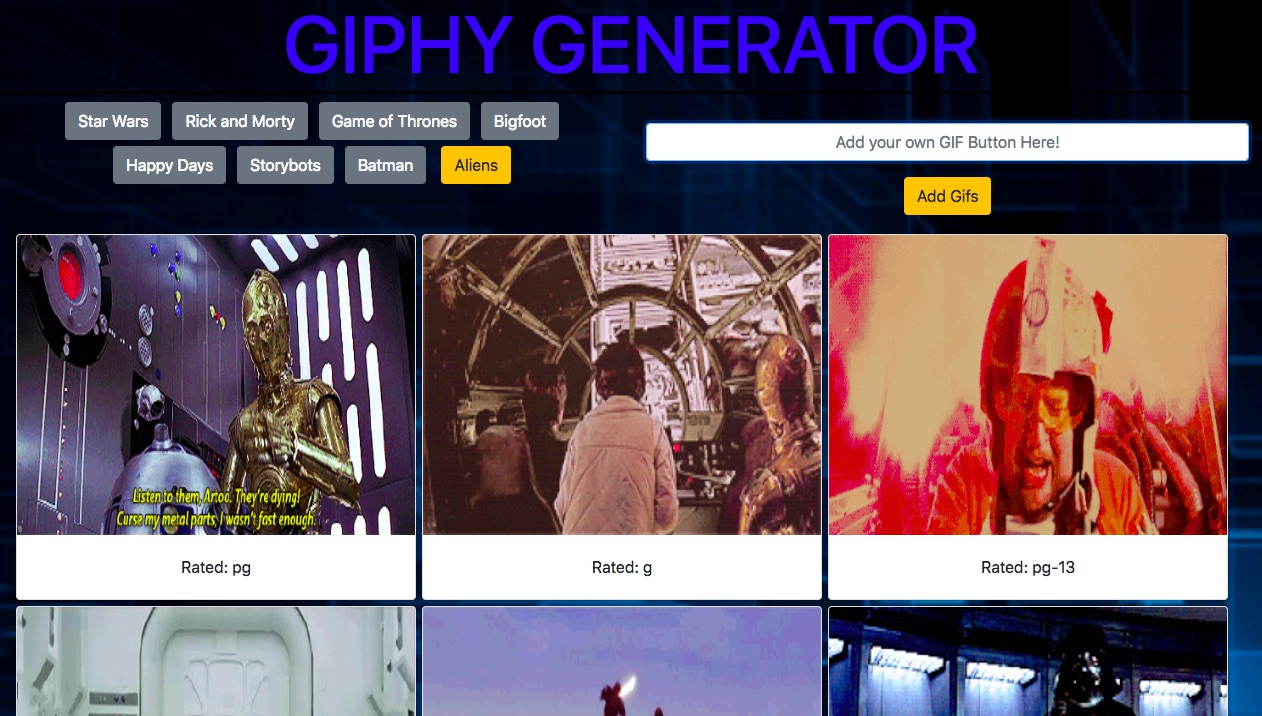 GIPHY GENERATOR
Star Wars Rick and Morty Game of Thrones Bigfoot
Happy Days Storybots Batman Aliens
Add your own GIF Button Here!
Add Gifs
Listen to them, Artoo. They're dying!
Curse my metal parts, I wasn't fast enough.
Rated: pg
Rated: g
Rated: pg-13